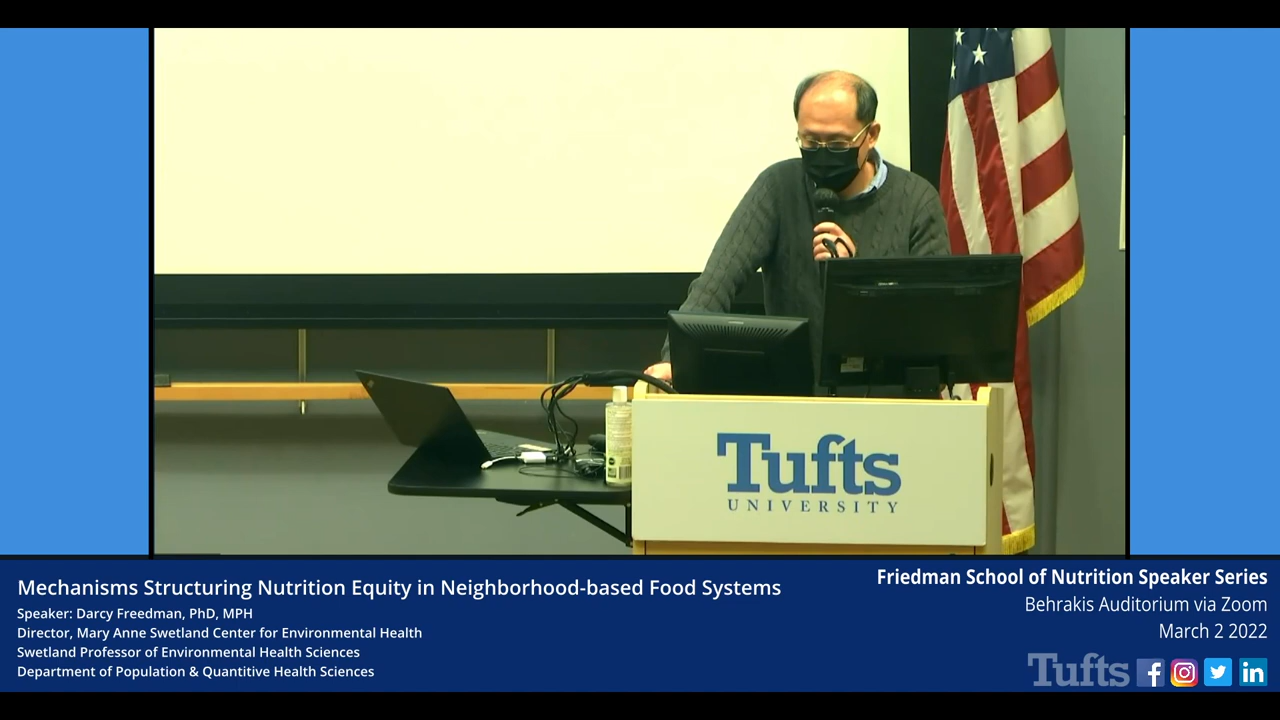 Tufts
UNIVERSITY
Mechanisms Structuring Nutrition Equity in Neighborhood-based Food Systems
Speaker: Darcy Freedman, PhD, MPH
Director, Mary Anne Swetland Center for Environmental Health
Swetland Professor of Environmental Health Sciences
Department of Population & Quantitative Health Sciences
Friedman School of Nutrition Speaker Series
Behrakis Auditorium via Zoom
March 2 2022
Tufts